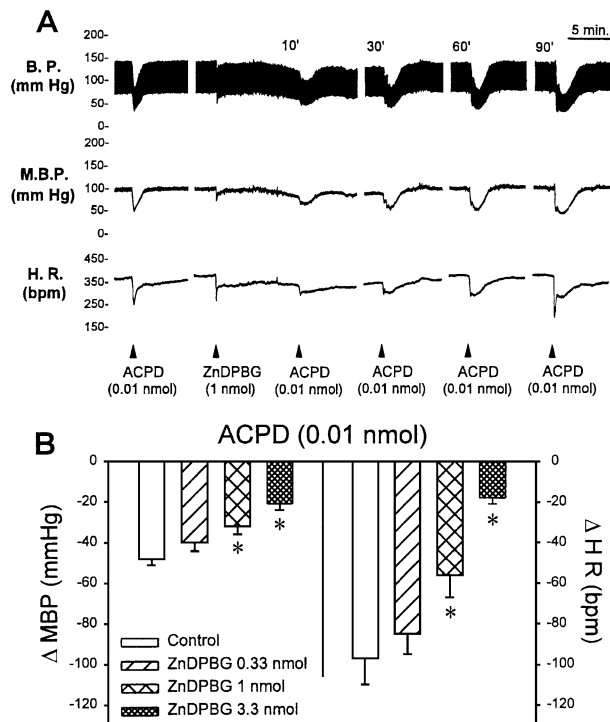 A
5 min.
10' 30' 60' 90'
B. P.
(mm Hg)
200-
150-
100-
50-
0-
M.B.P.
(mm Hg)
200-
150-
100-
50-
0-
H. R.
(bpm)
450-
350-
250-
150-
ACPD ZnDPBG ACPD ACPD ACPD ACPD
(0.01 nmol) (1 nmol) (0.01 nmol) (0.01 nmol) (0.01 nmol) (0.01 nmol)
B
ACPD (0.01 nmol)
0 0
-20 -20
-40 -40
-60 -60
-80 -80
-100 -100
-120 -120
Δ MBP (mmHg)
Δ H R (bpm)
* * * *
Control
ZnDPBG 0.33 nmol
ZnDPBG 1 nmol
ZnDPBG 3.3 nmol